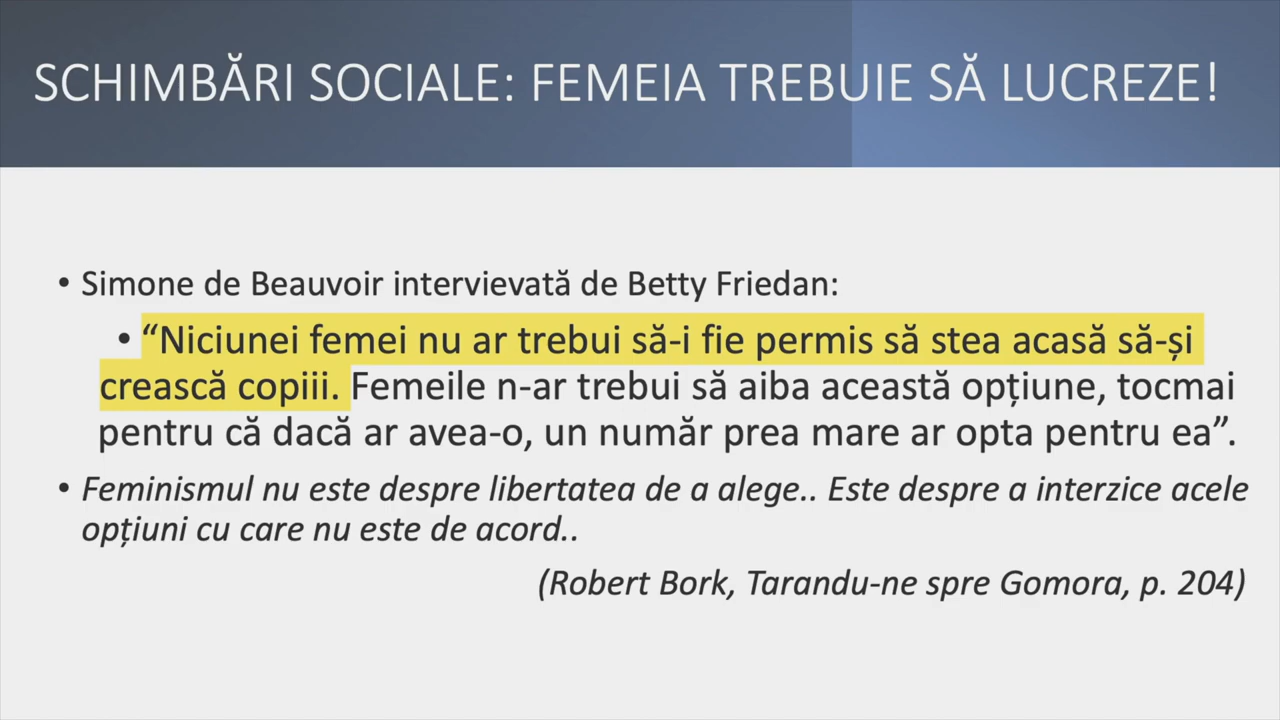 SCHIMBĂRI SOCIALE: FEMEIA TREBUIE SĂ LUCREZE!
• Simone de Beauvoir intervievată de Betty Friedan:
• “Niciunei femei nu ar trebui să-i fie permis să stea acasă să-și
crească copiii. Femeile n-ar trebui să aiba această opțiune, tocmai
pentru că dacă ar avea-o, un număr prea mare ar opta pentru ea”.
• Feminismul nu este despre libertatea de a alege.. Este despre a interzice acele
opțiuni cu care nu este de acord..
(Robert Bork, Tarandu-ne spre Gomora, p. 204)